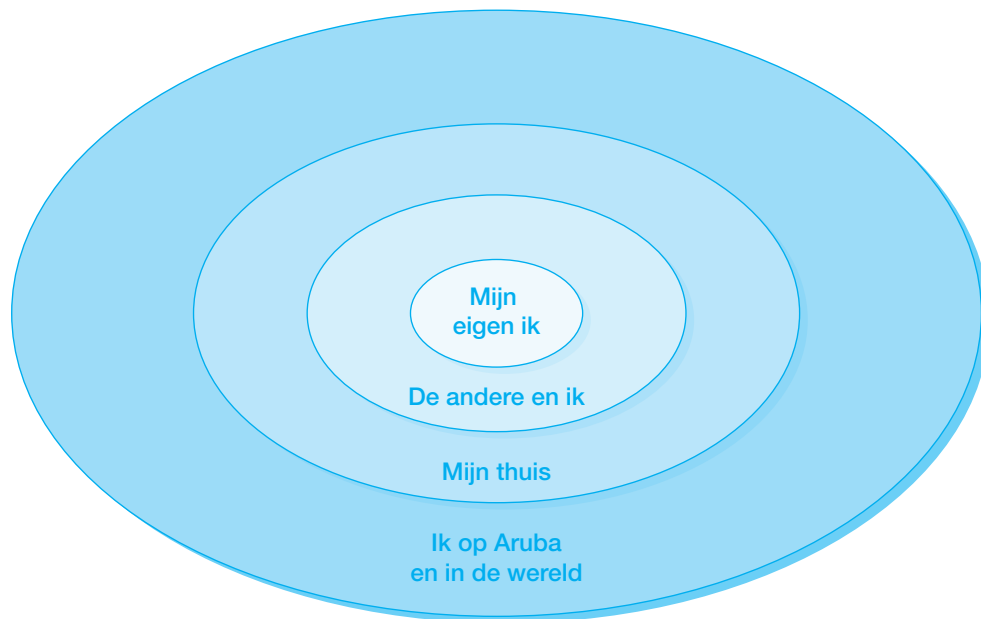 Mijn
eigen ik
De andere en ik
Mijn thuis
Ik op Aruba
en in de wereld